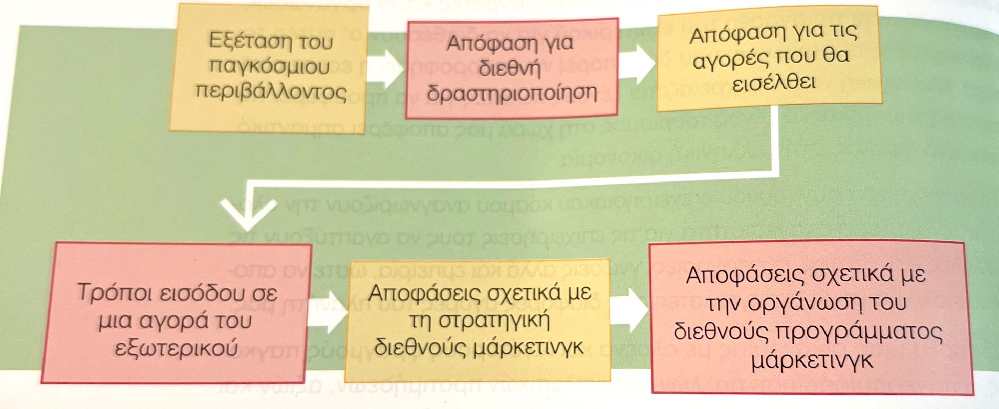 Εξέταση του
παγκόσμιου
περιβάλλοντος
Απόφαση για
διεθνή
δραστηριοποίηση
Απόφαση για τις
αγορές που θα
εισέλθει
Τρόποι εισόδου σε
μια αγορά του
εξωτερικού
Αποφάσεις σχετικά με
τη στρατηγική
διεθνούς μάρκετινγκ
Αποφάσεις σχετικά με
την οργάνωση του
διεθνούς προγράμματος
μάρκετινγκ